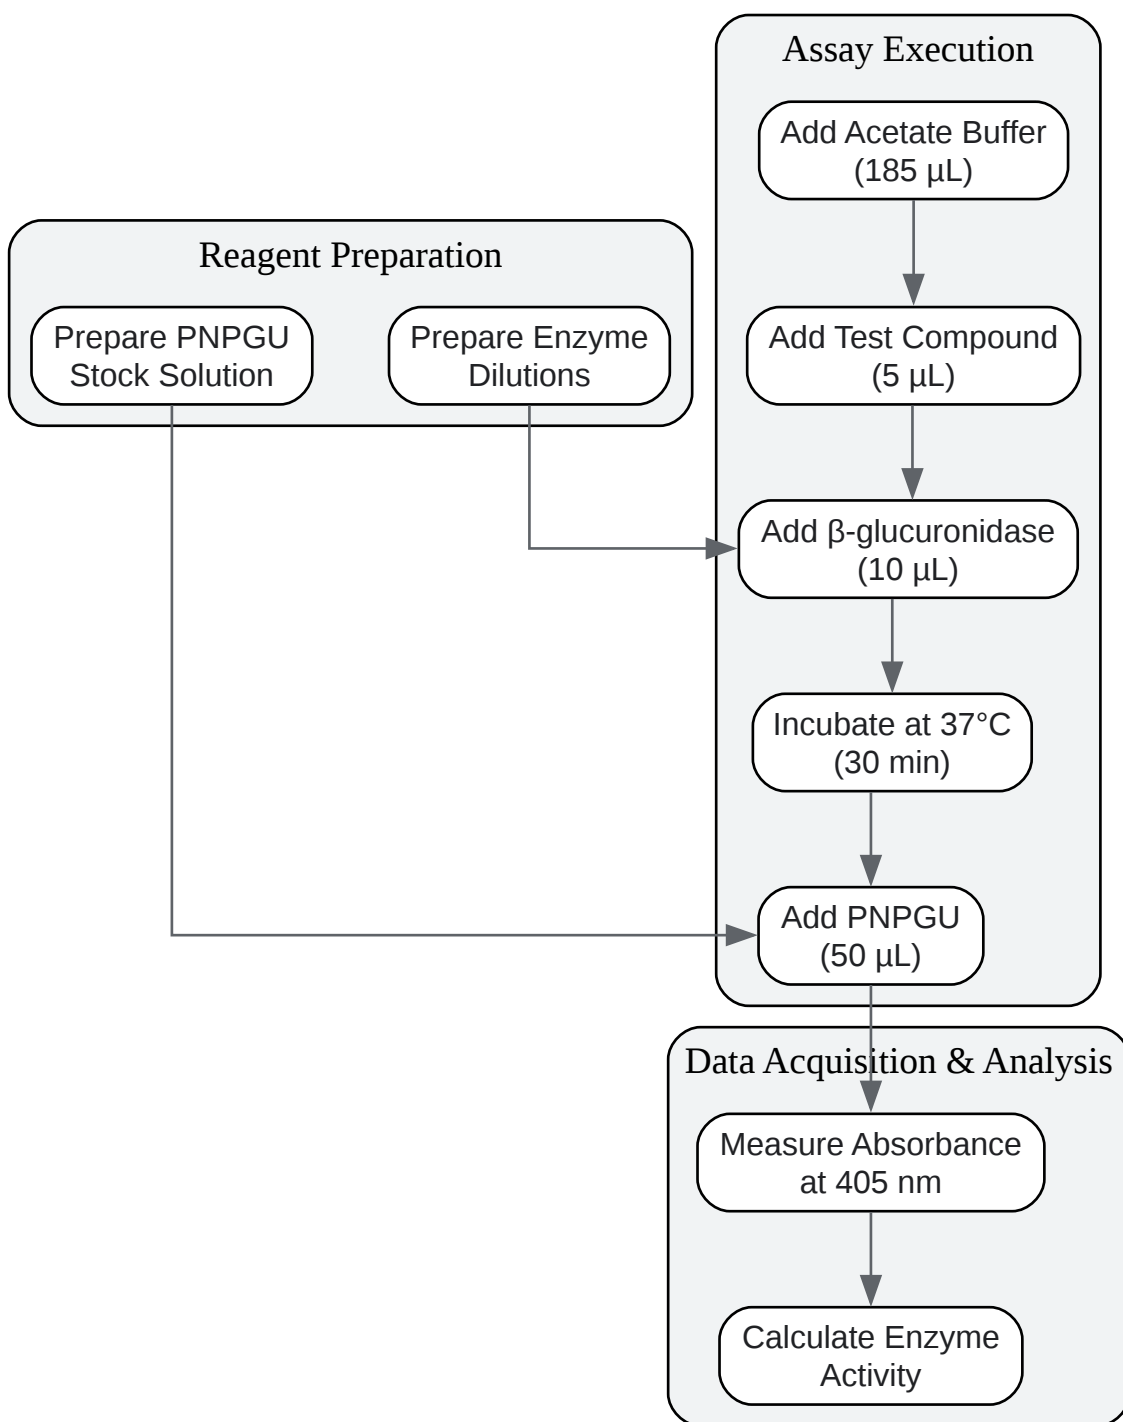 Assay Execution
Add Acetate Buffer
(185 µL)
Reagent Preparation
Prepare PNPGU
Stock Solution
Prepare Enzyme
Dilutions
Add Test Compound
(5 µL)
Add β-glucuronidase
(10 µL)
Incubate at 37°C
(30 min)
Add PNPGU
(50 µL)
Data Acquisition & Analysis
Measure Absorbance
at 405 nm
Calculate Enzyme
Activity